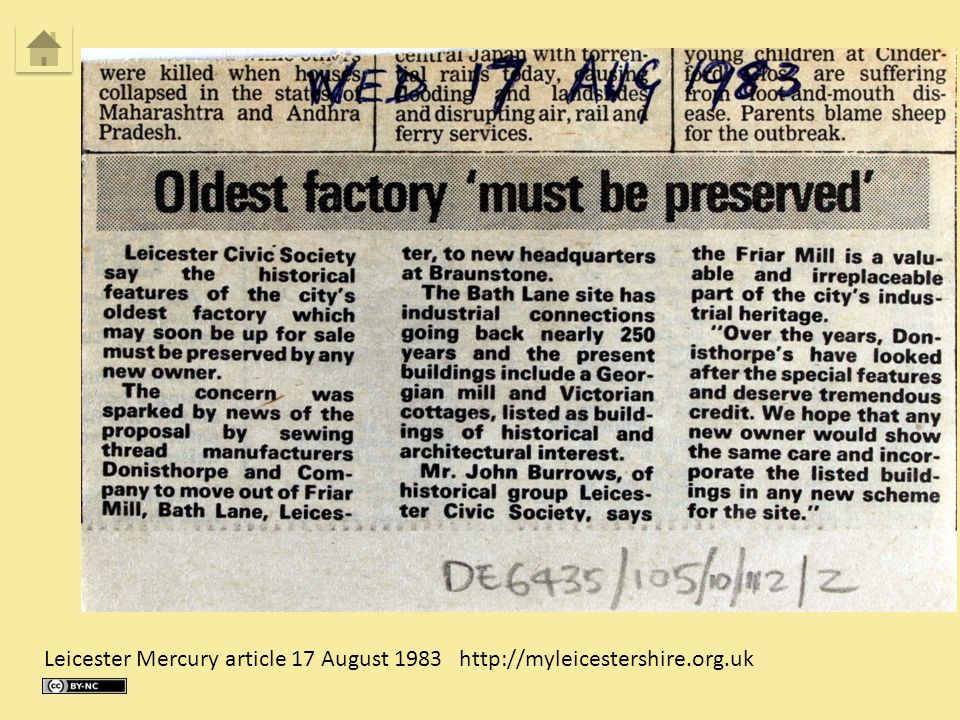 while others
were killed when houses
collapsed in the states of
Maharashtra and Andhra
Pradesh.
central Japan with torren-
tial rains today, causing
flooding and landslides
and disrupting air, rail and
ferry services.
young children at Cinder-
ford, Glos, are suffering
from foot-and-mouth dis-
ease. Parents blame sheep
for the outbreak.
WED 17 AUG 1983
Oldest factory ‘must be preserved’
Leicester Civic Society
say the historical
features of the city's
oldest factory which
may soon be up for sale
must be preserved by any
new owner.
The concern was
sparked by news of the
proposal by sewing
thread manufacturers
Donisthorpe and Com-
pany to move out of Friar
Mill, Bath Lane, Leices-
ter, to new headquarters
at Braunstone.
The Bath Lane site has
industrial connections
going back nearly 250
years and the present
buildings include a Geor-
gian mill and Victorian
cottages, listed as build-
ings of historical and
architectural interest.
Mr. John Burrows, of
historical group Leices-
ter Civic Society, says
the Friar Mill is a valu-
able and irreplaceable
part of the city's indus-
trial heritage.
"Over the years, Don-
isthorpe's have looked
after the special features
and deserve tremendous
credit. We hope that any
new owner would show
the same care and incor-
porate the listed build-
ings in any new scheme
for the site."
DE6435/105/10/112/2
Leicester Mercury article 17 August 1983 http://myleicestershire.org.uk
cc BY-NC